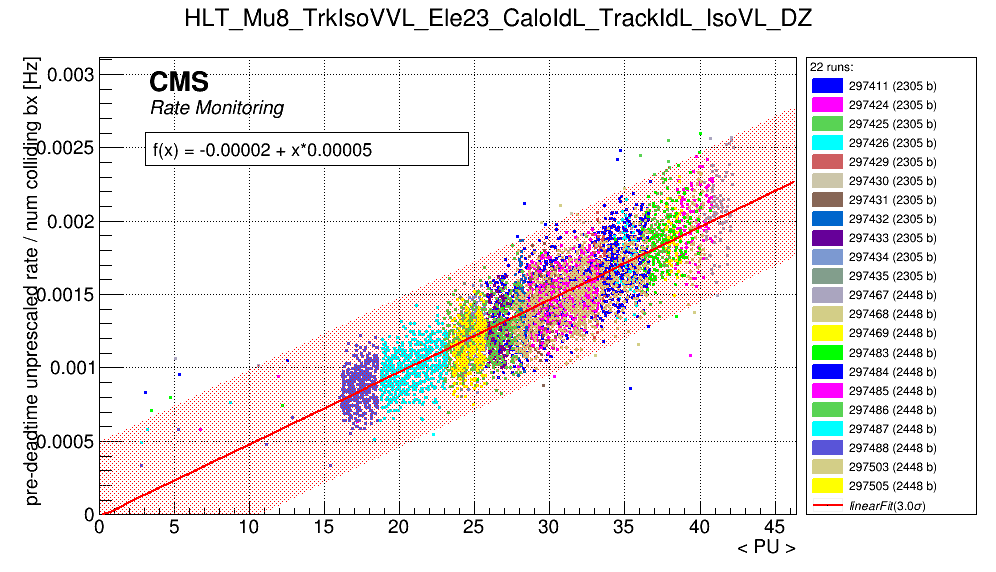 HLT_Mu8_TrkIsoVVL_Ele23_CaloIdL_TrackIdL_IsoVL_DZ
pre-deadtime unprescaled rate / num colliding bx [Hz]
0.003
0.0025
0.002
0.0015
0.001
0.0005
0
CMS
Rate Monitoring
f(x) = -0.00002 + x*0.00005
0 5 10 15 20 25 30 35 40 45
< PU >
22 runs:
297411 (2305 b)
297424 (2305 b)
297425 (2305 b)
297426 (2305 b)
297429 (2305 b)
297430 (2305 b)
297431 (2305 b)
297432 (2305 b)
297433 (2305 b)
297434 (2305 b)
297435 (2305 b)
297467 (2448 b)
297468 (2448 b)
297469 (2448 b)
297483 (2448 b)
297484 (2448 b)
297485 (2448 b)
297486 (2448 b)
297487 (2448 b)
297488 (2448 b)
297503 (2448 b)
297505 (2448 b)
linearFit(3.0σ)